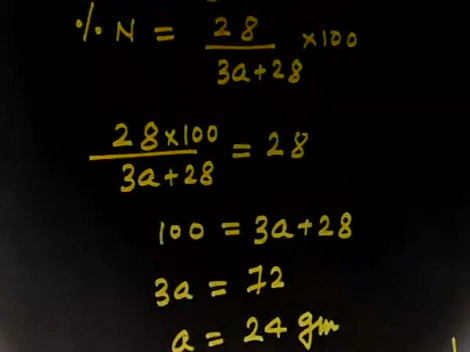 % N = 28 / 3a+28 ×100
28×100 / 3a+28 = 28
100 = 3a+28
3a = 72
a = 24 gm